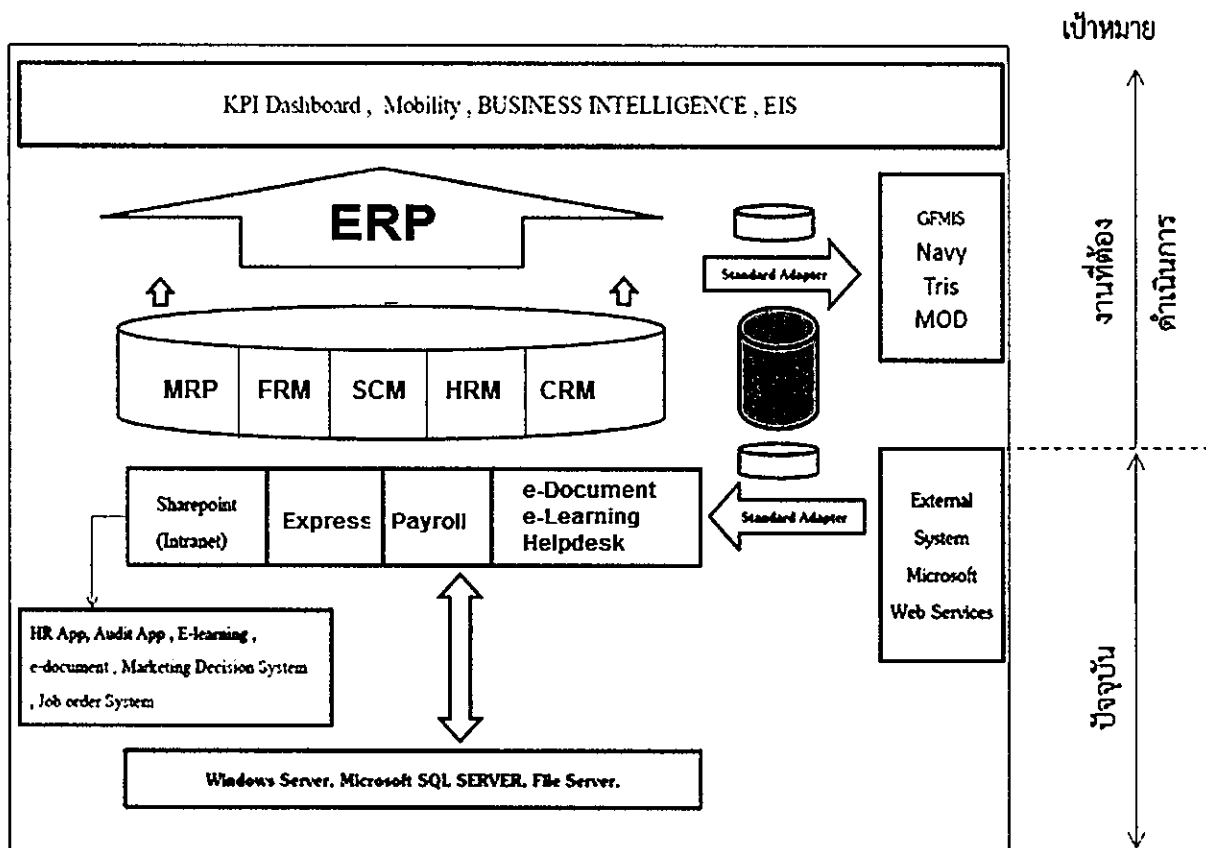 เป้าหมาย
KPI Dashboard , Mobility , BUSINESS INTELLIGENCE , EIS
ERP
Standard Adapter
GFMIS
Navy
Tris
MOD
งานที่ต้อง
ดำเนินการ
MRP FRM SCM HRM CRM
Sharepoint
(Intranet)
Express
Payroll
e-Document
e-Learning
Helpdesk
Standard Adapter
External
System
Microsoft
Web Services
ปัจจุบัน
HR App, Audit App , E-learning ,
e-document , Marketing Decision System
, Job order System
Windows Server, Microsoft SQL SERVER, File Server,